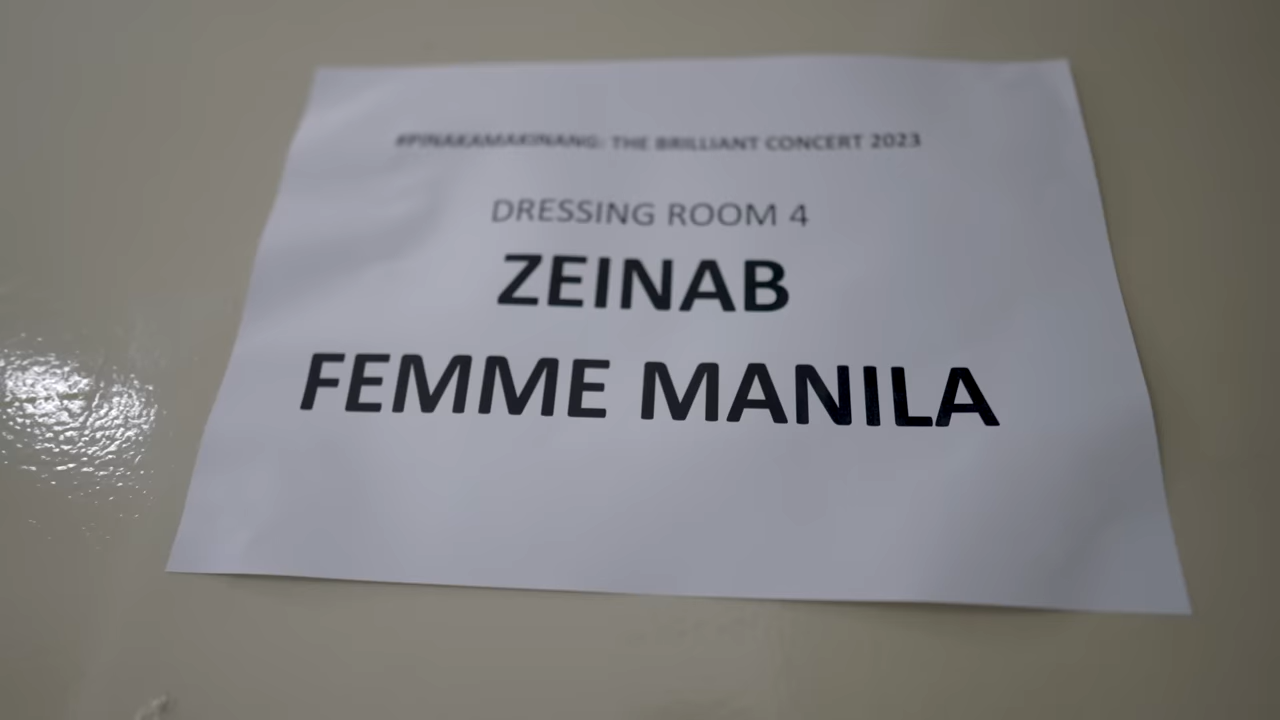 #PINAKAMAKINANG: THE BRILLIANT CONCERT 2023
DRESSING ROOM 4
ZEINAB
FEMME MANILA